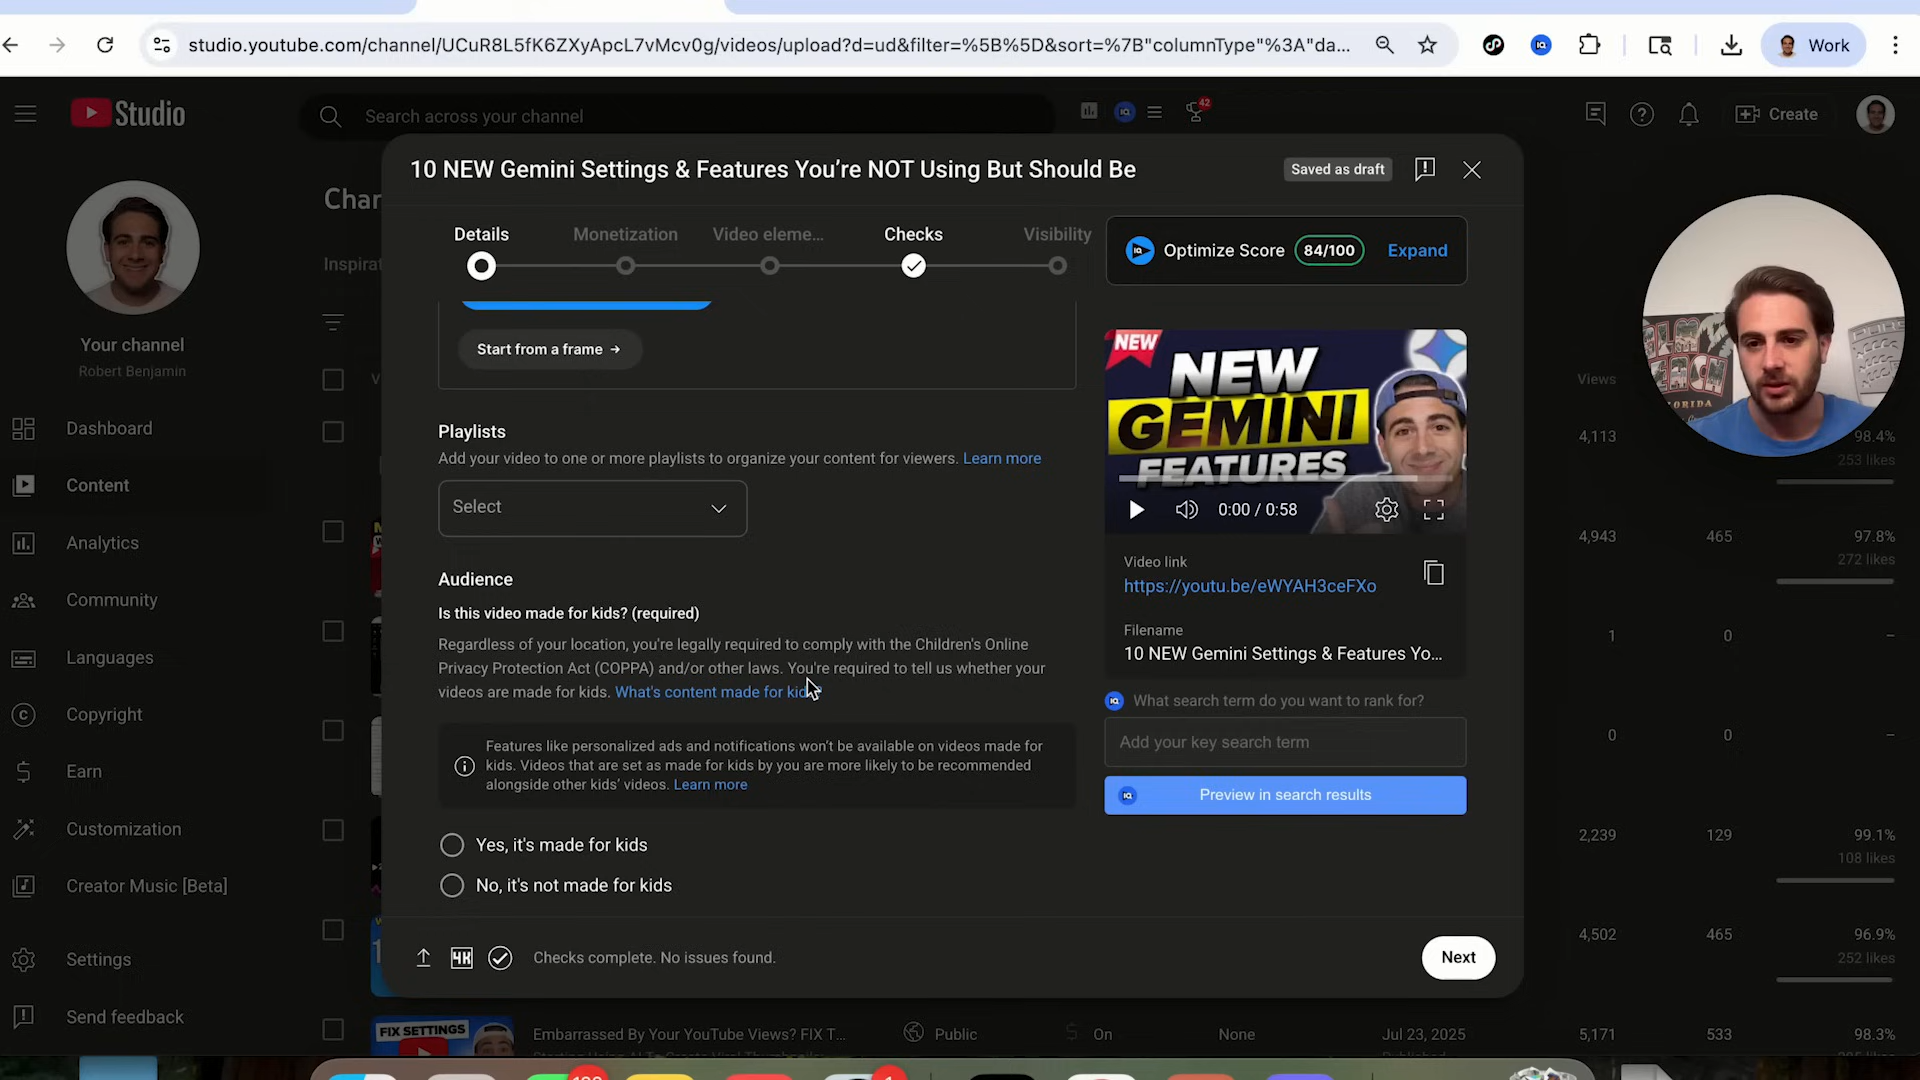 studio.youtube.com/channel/UCuR8L5fK6ZXyApcL7vMcv0g/videos/upload?d=ud&filter=%5B%5D&sort=%7B"columnType"%3A"da...
Work
Studio
Search across your channel
42
Create
10 NEW Gemini Settings & Features You're NOT Using But Should Be
Saved as draft
Your channel
Robert Benjamin
Dashboard
Content
Analytics
Community
Languages
Copyright
Earn
Customization
Creator Music [Beta]
Settings
Send feedback
Details
Monetization
Video eleme...
Checks
Visibility
Optimize Score
84/100
Expand
Start from a frame →
Playlists
Add your video to one or more playlists to organize your content for viewers. Learn more
Select
Audience
Is this video made for kids? (required)
Regardless of your location, you're legally required to comply with the Children's Online
Privacy Protection Act (COPPA) and/or other laws. You're required to tell us whether your
videos are made for kids. What's content made for kids?
Features like personalized ads and notifications won't be available on videos made for
kids. Videos that are set as made for kids by you are more likely to be recommended
alongside other kids' videos. Learn more
Yes, it's made for kids
No, it's not made for kids
4K
Checks complete. No issues found.
Next
NEW
NEW
GEMINI
FEATURES
0:00 / 0:58
Video link
https://youtu.be/eWYAH3ceFXo
Filename
10 NEW Gemini Settings & Features Yo...
What search term do you want to rank for?
Add your key search term
Preview in search results
Views
4,113
98.4%
253 likes
4,943
465
97.8%
272 likes
1
0
–
0
0
–
2,239
129
99.1%
108 likes
4,502
465
96.9%
252 likes
FIX SETTINGS
Embarrassed By Your YouTube Views? FIX T...
Public
On
None
Jul 23, 2025
5,171
533
98.3%